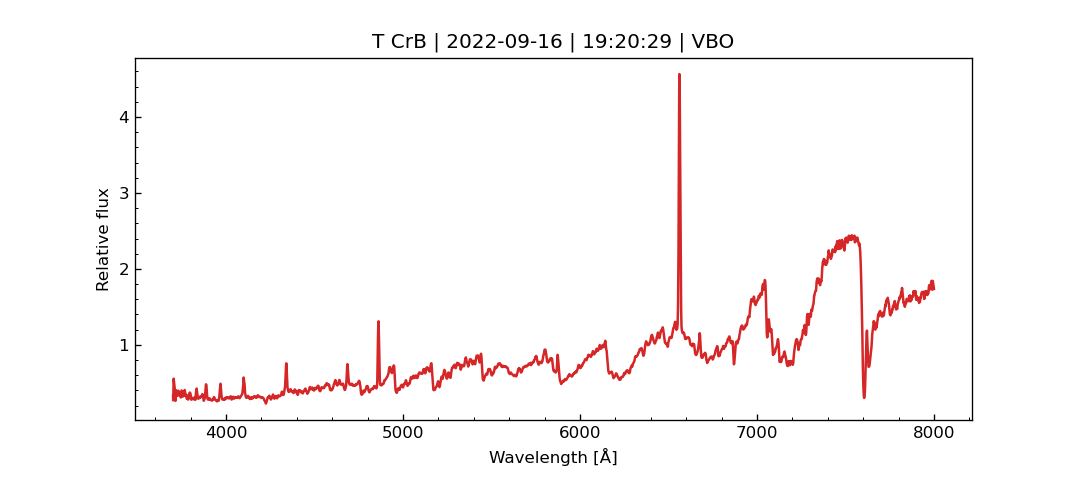 T CrB | 2022-09-16 | 19:20:29 | VBO
4
3
2
1
Relative flux
4000 5000 6000 7000 8000
Wavelength [Å]